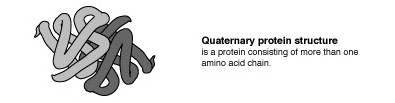 Quaternary protein structure
is a protein consisting of more than one
amino acid chain.